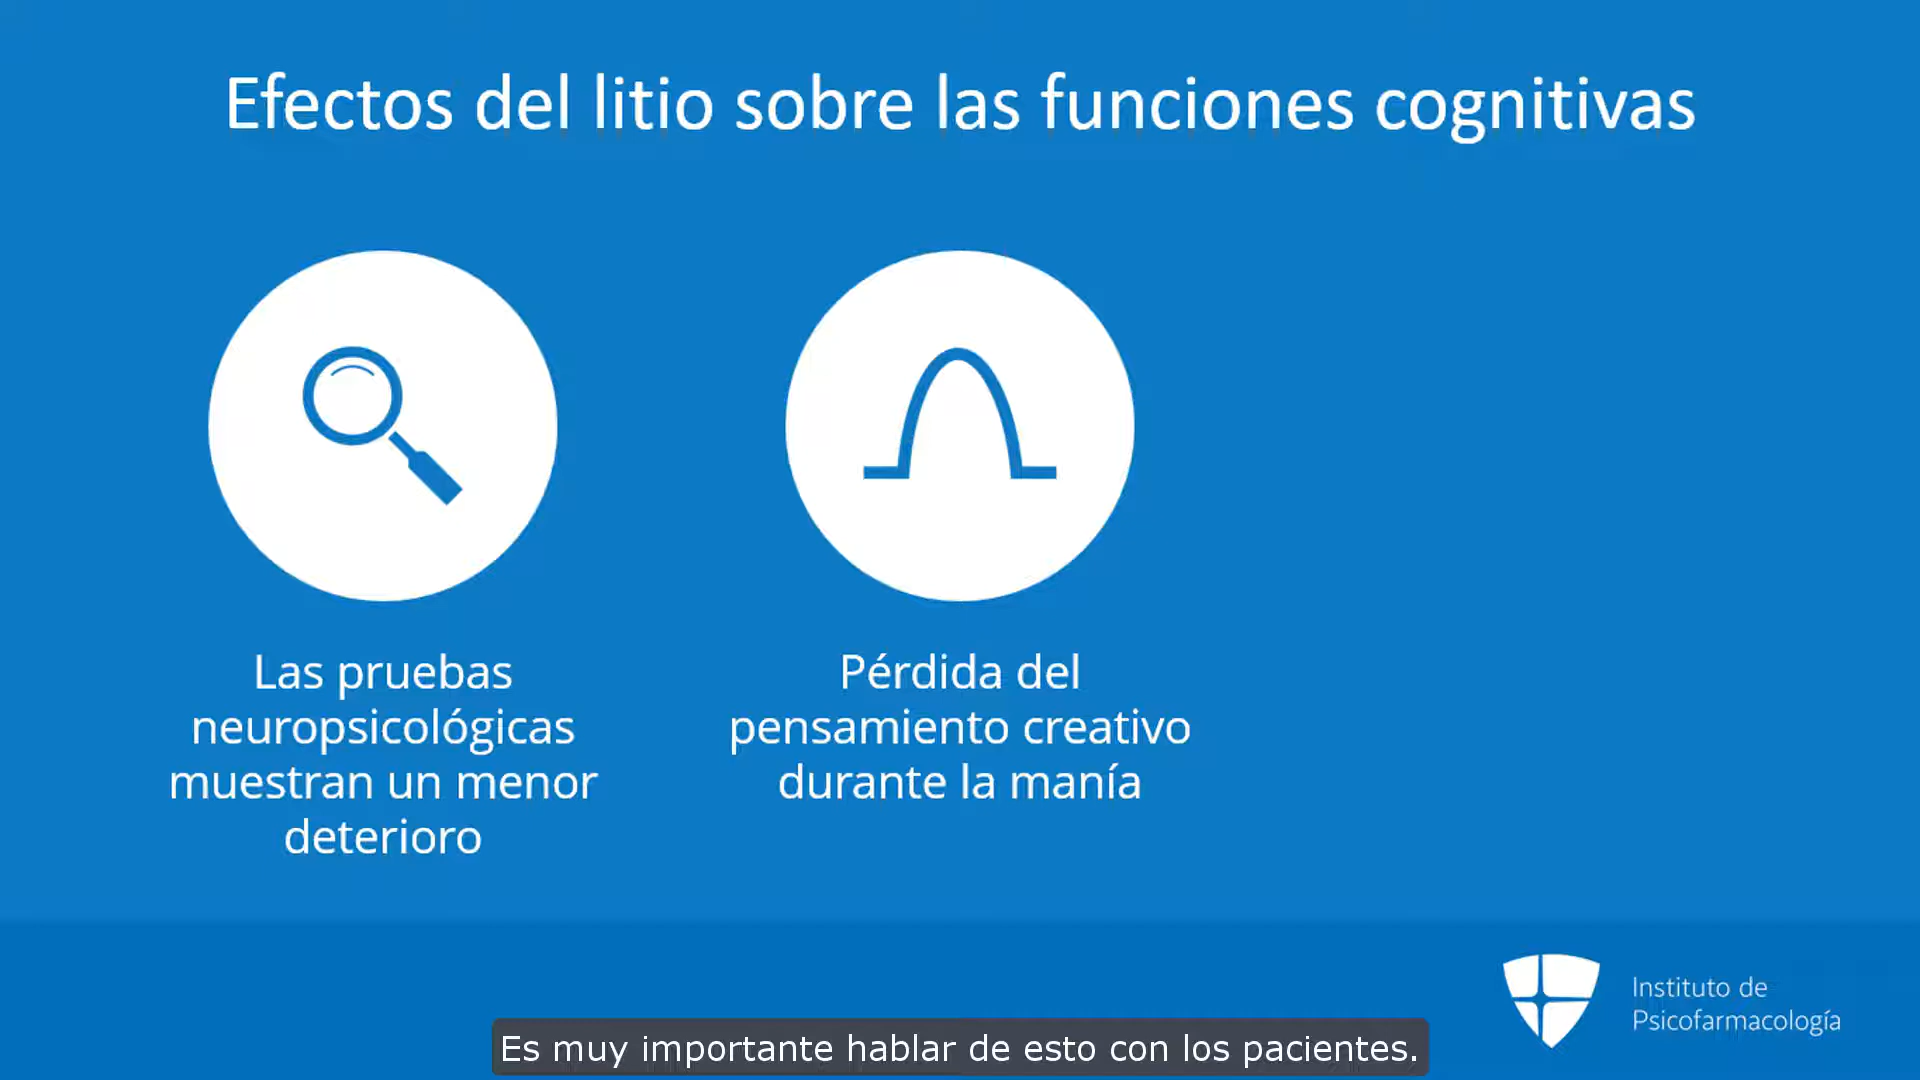 Efectos del litio sobre las funciones cognitivas
Las pruebas
neuropsicológicas
muestran un menor
deterioro
Pérdida del
pensamiento creativo
durante la manía
Instituto de
Psicofarmacología
Es muy importante hablar de esto con los pacientes.